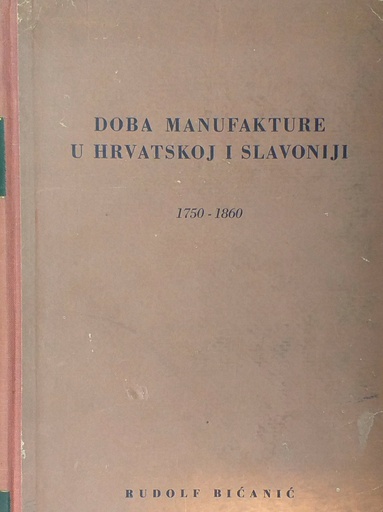 DOBA MANUFAKTURE
U HRVATSKOJ I SLAVONIJI
1750 - 1860
RUDOLF BIĆANIĆ